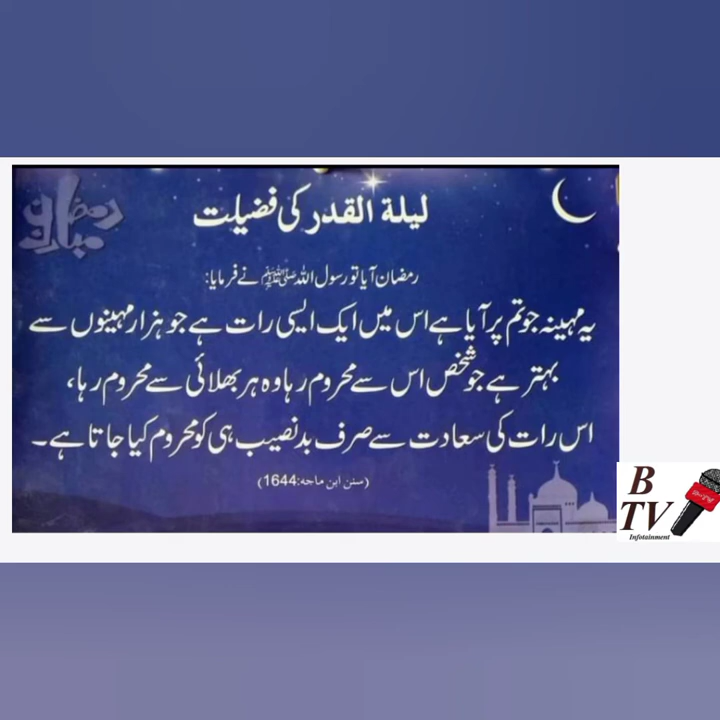 رمضان مبارک
لیلۃ القدر کی فضیلت
رمضان آیا تو رسول اللہ ﷺ نے فرمایا:
یہ مہینہ جو تم پر آیا ہے اس میں ایک ایسی رات ہے جو ہزار مہینوں سے
بہتر ہے جو شخص اس سے محروم رہا وہ ہر بھلائی سے محروم رہا،
اس رات کی سعادت سے صرف بدنصیب ہی کو محروم کیا جاتا ہے۔
(سنن ابن ماجہ:1644)
B
TV
Infotainment